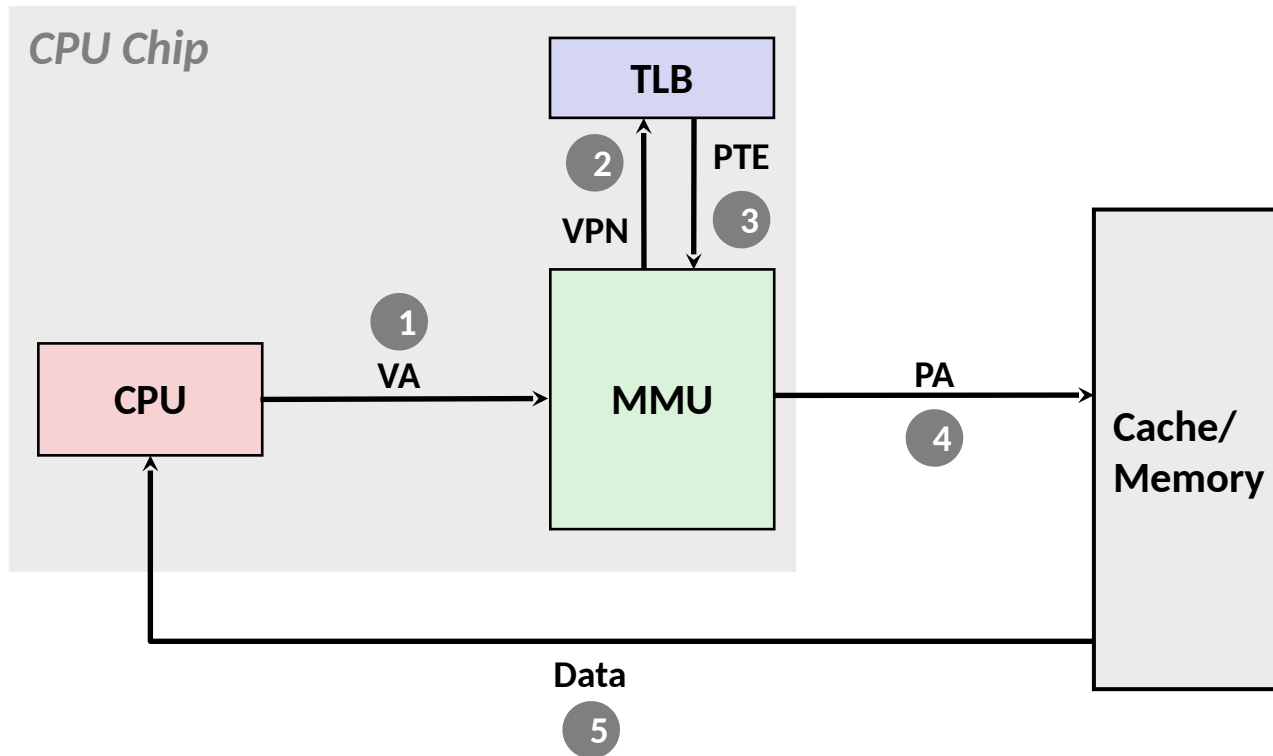 CPU Chip
TLB
2
PTE
VPN
3
1
VA
CPU
MMU
PA
4
Cache/
Memory
Data
5